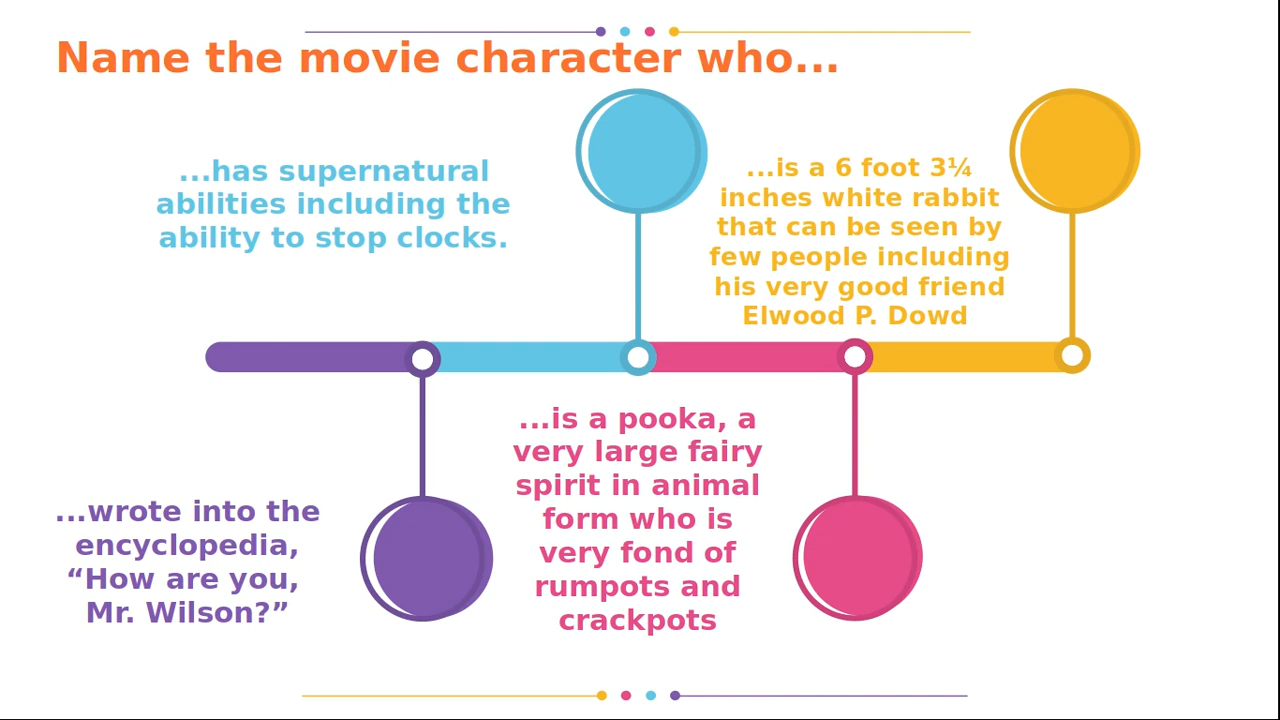 Name the movie character who...
...has supernatural
abilities including the
ability to stop clocks.
...is a 6 foot 3¼
inches white rabbit
that can be seen by
few people including
his very good friend
Elwood P. Dowd
...wrote into the
encyclopedia,
“How are you,
Mr. Wilson?”
...is a pooka, a
very large fairy
spirit in animal
form who is
very fond of
rumpots and
crackpots